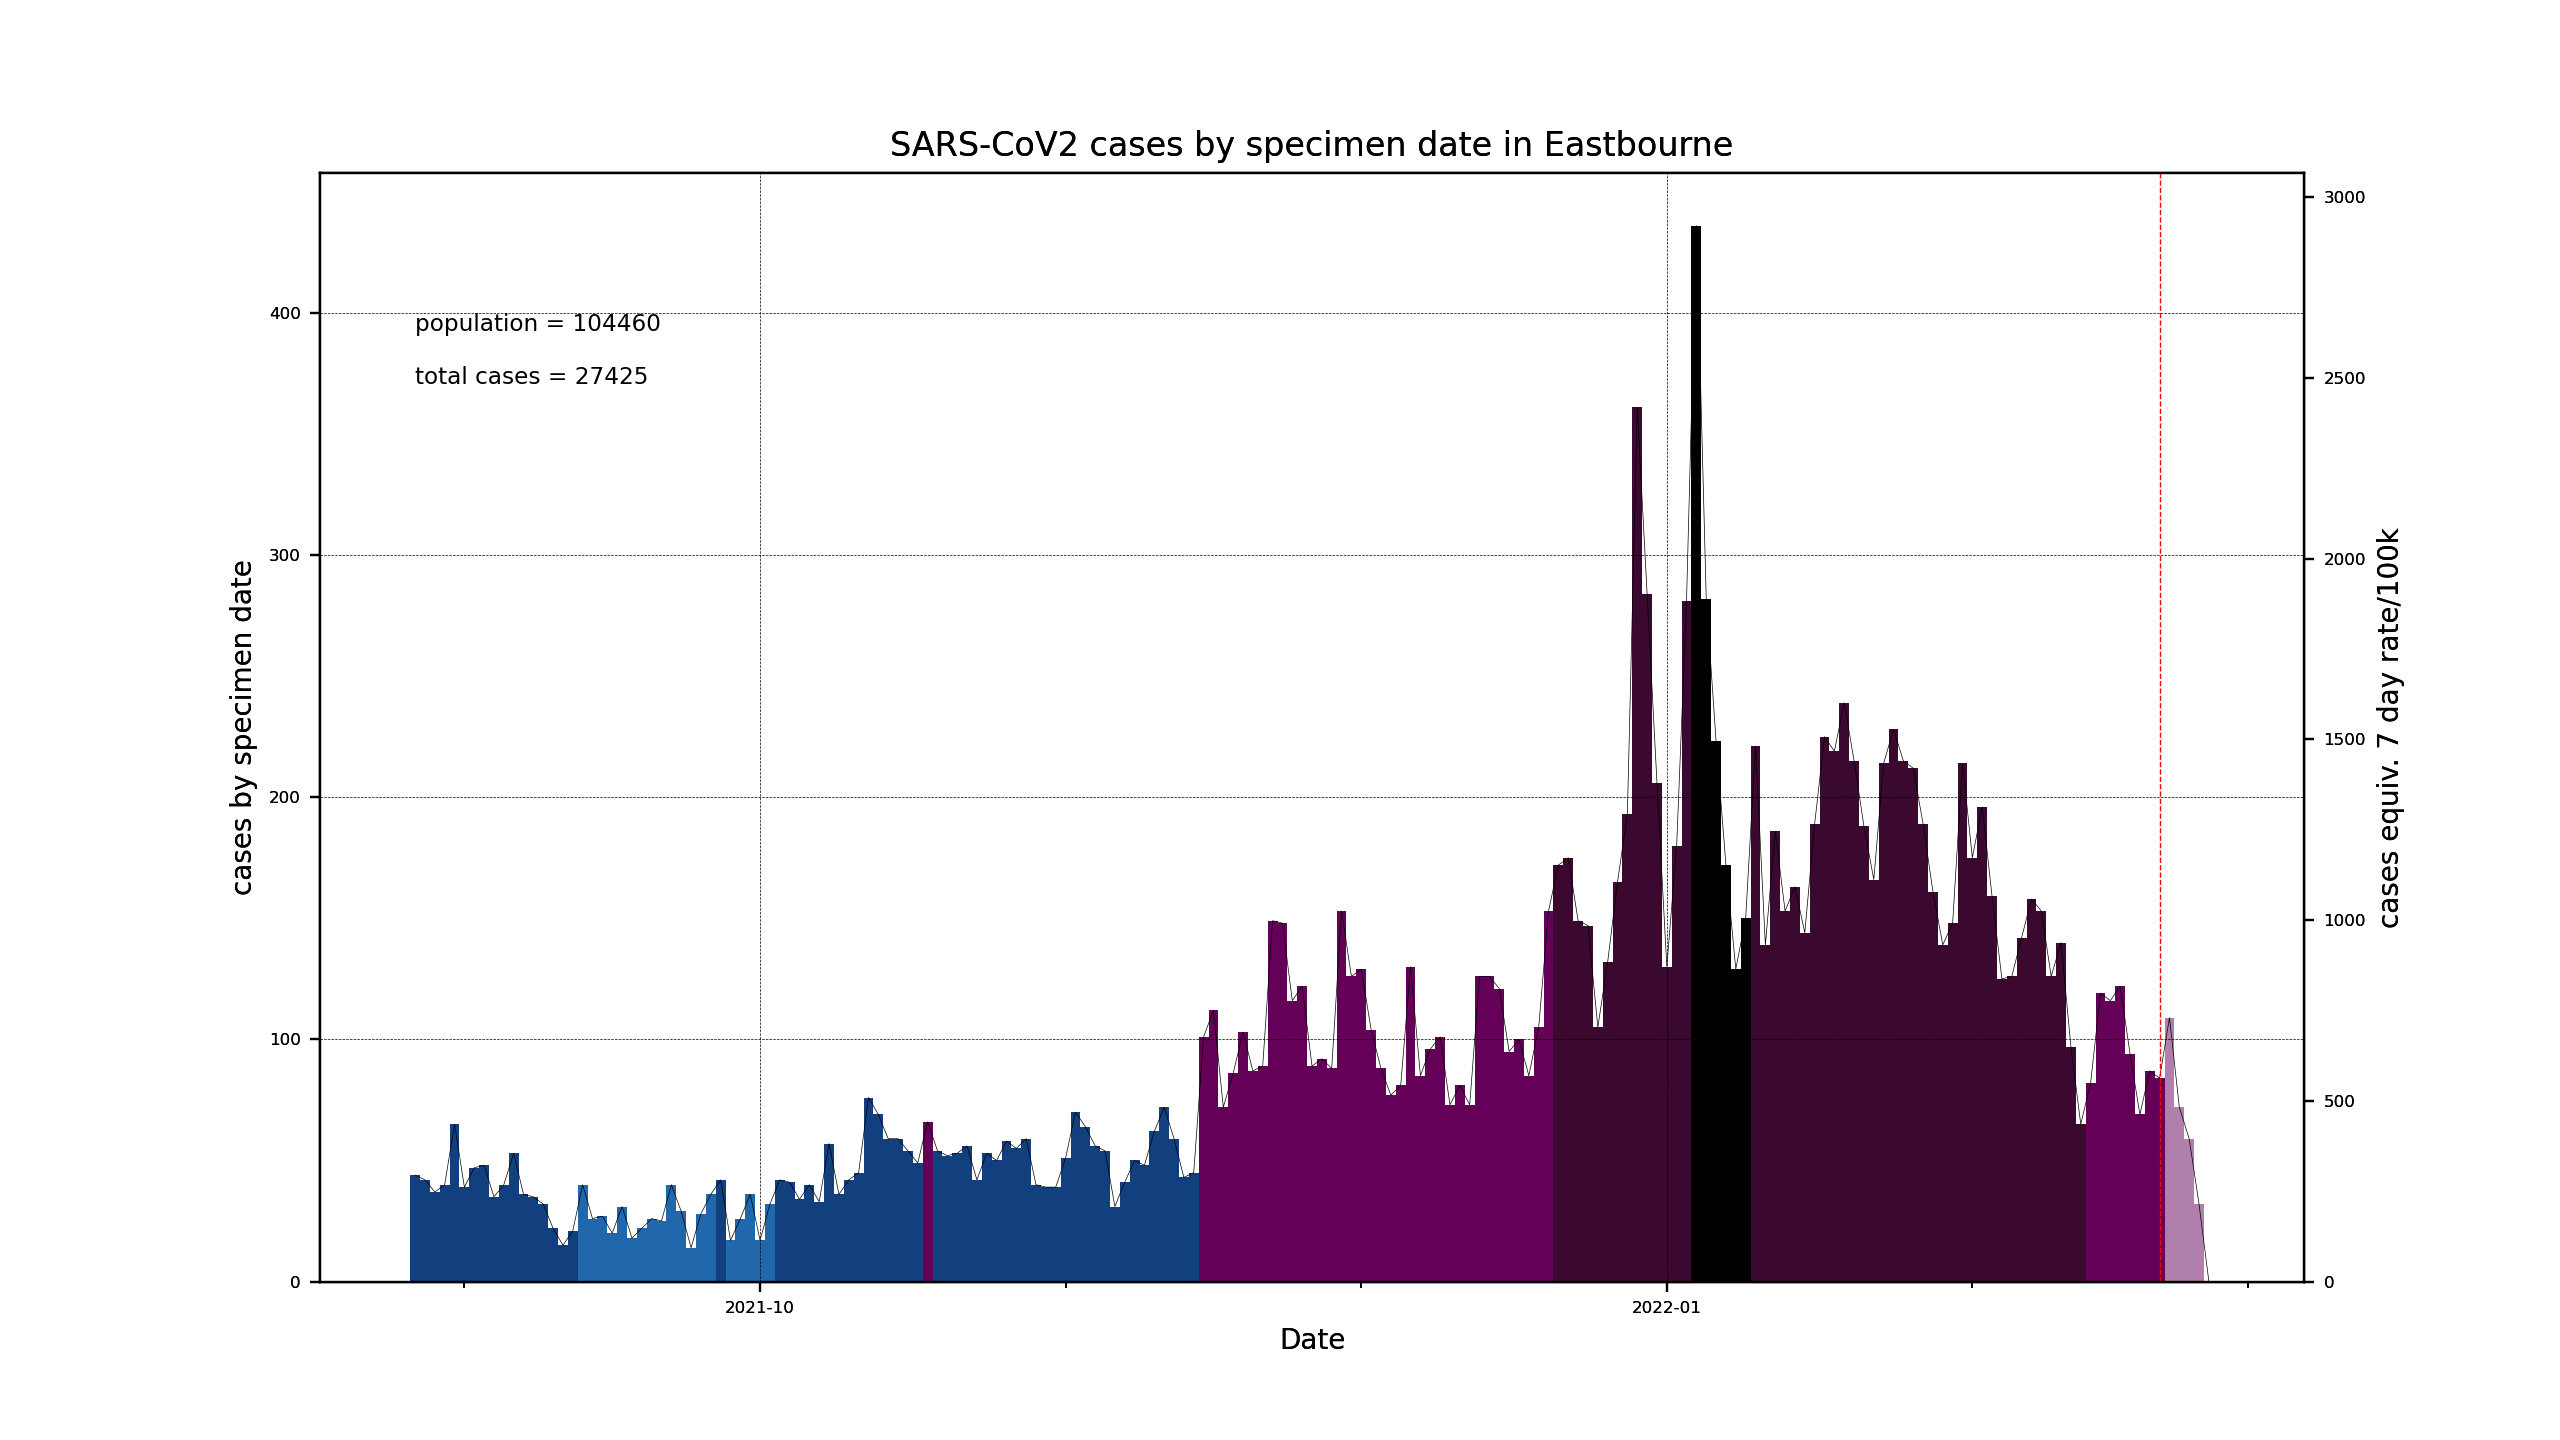 SARS-CoV2 cases by specimen date in Eastbourne
population = 104460
total cases = 27425
cases by specimen date
400
300
200
100
0
3000
2500
2000
1500
1000
500
0
cases equiv. 7 day rate/100k
2021-10
2022-01
Date